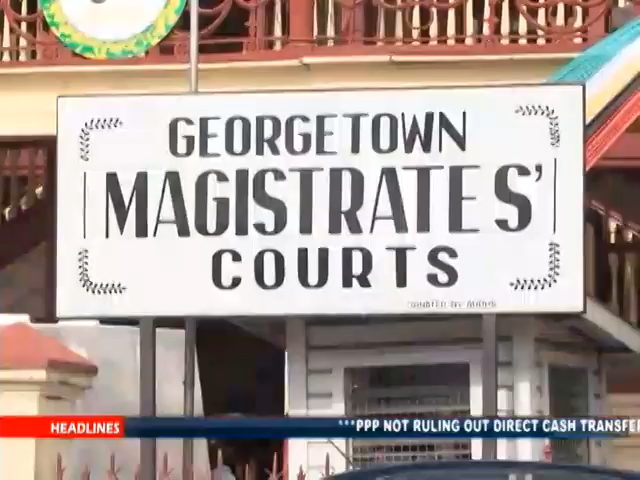 GEORGETOWN
MAGISTRATES'
COURTS
HEADLINES
***PPP NOT RULING OUT DIRECT CASH TRANSFE